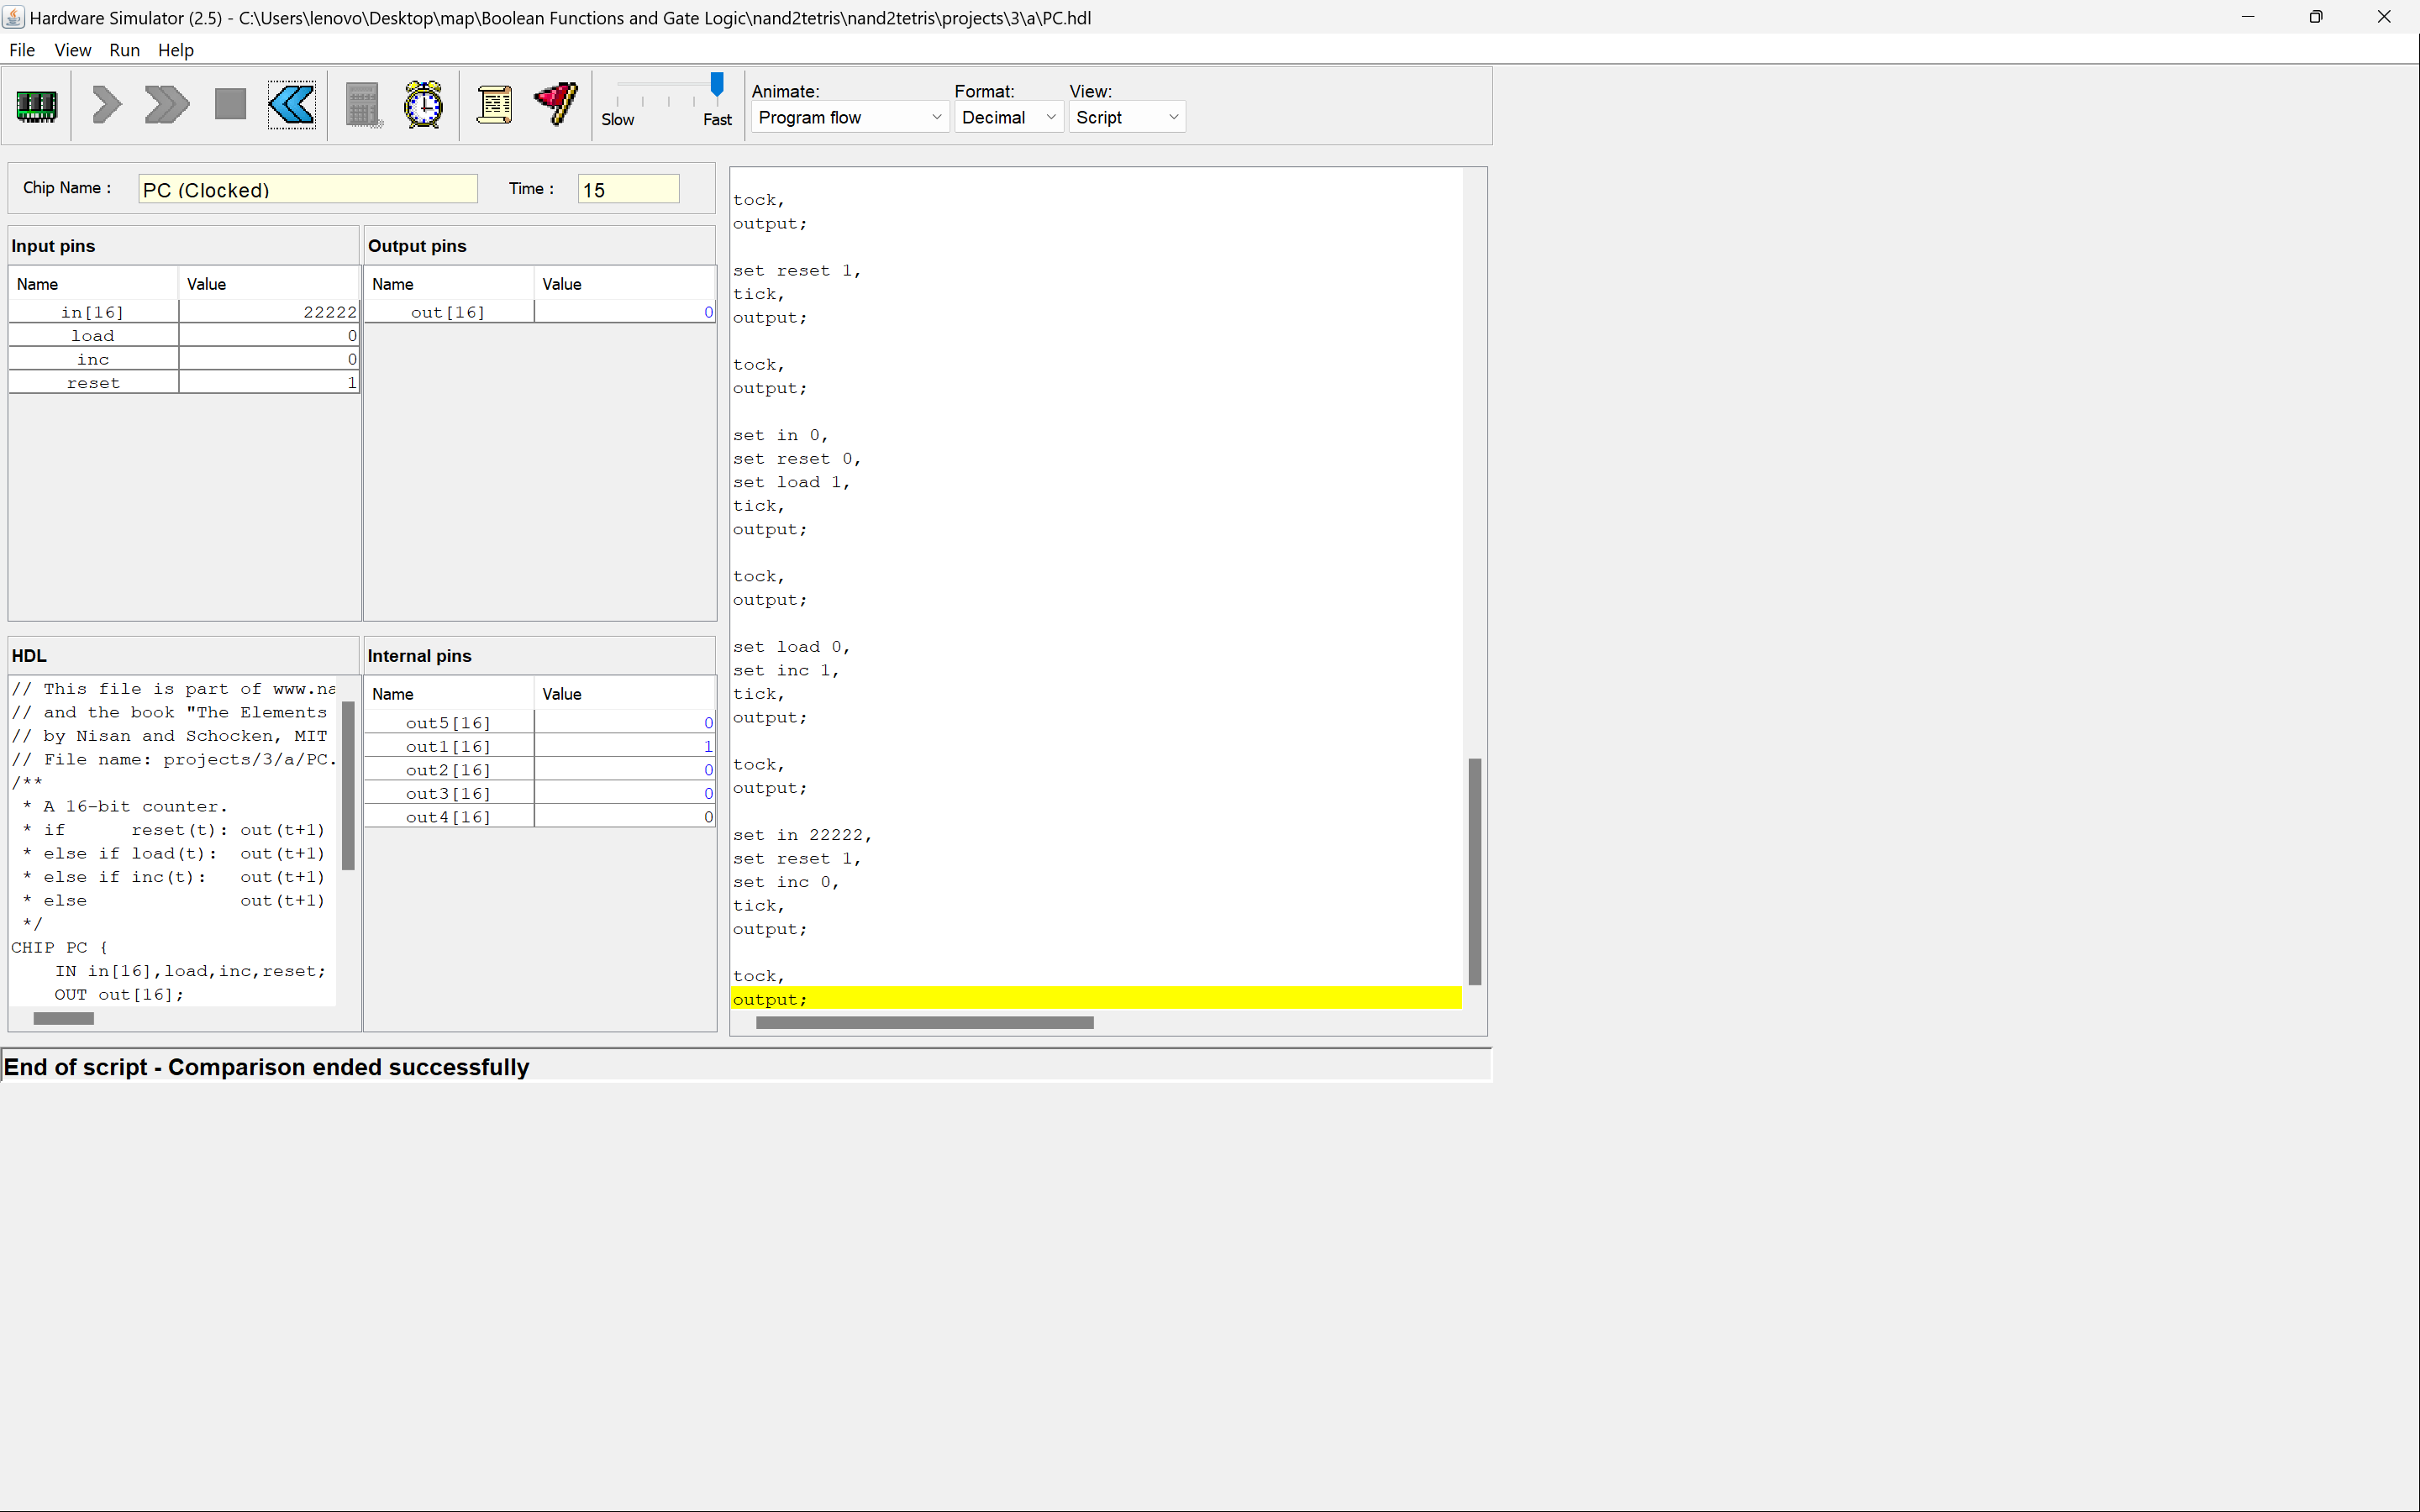 Hardware Simulator (2.5) - C:\Users\lenovo\Desktop\map\Boolean Functions and Gate Logic\nand2tetris\nand2tetris\projects\3\a\PC.hdl
File View Run Help
Slow Fast
Animate:
Program flow
Format:
Decimal
View:
Script
Chip Name :
PC (Clocked)
Time :
15
Input pins
Name Value
in[16] 22222
load 0
inc 0
reset 1
Output pins
Name Value
out[16] 0
HDL
// This file is part of www.na
// and the book "The Elements
// by Nisan and Schocken, MIT
// File name: projects/3/a/PC.
/**
* A 16-bit counter.
* if      reset(t): out(t+1)
* else if load(t):  out(t+1)
* else if inc(t):   out(t+1)
* else              out(t+1)
*/
CHIP PC {
IN in[16],load,inc,reset;
OUT out[16];
Internal pins
Name Value
out5[16] 0
out1[16] 1
out2[16] 0
out3[16] 0
out4[16] 0
tock,
output;
set reset 1,
tick,
output;
tock,
output;
set in 0,
set reset 0,
set load 1,
tick,
output;
tock,
output;
set load 0,
set inc 1,
tick,
output;
tock,
output;
set in 22222,
set reset 1,
set inc 0,
tick,
output;
tock,
output;
End of script - Comparison ended successfully